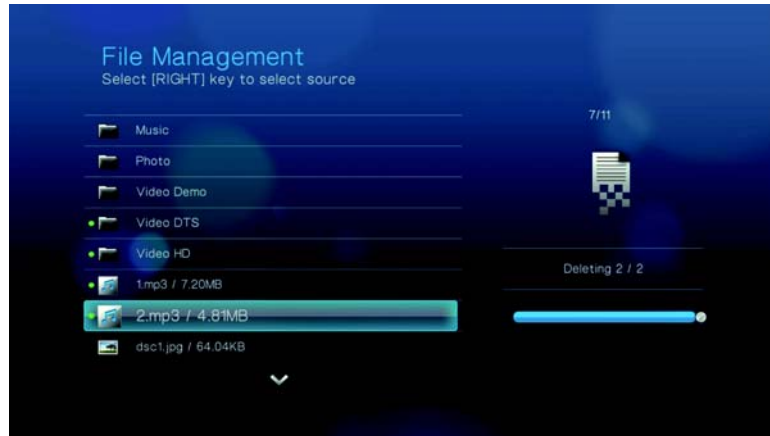 File Management
Select [RIGHT] key to select source
7/11
Music
Photo
Video Demo
Video DTS
Video HD
Deleting 2 / 2
1.mp3 / 7.20MB
2.mp3 / 4.81MB
dsc1.jpg / 64.04KB